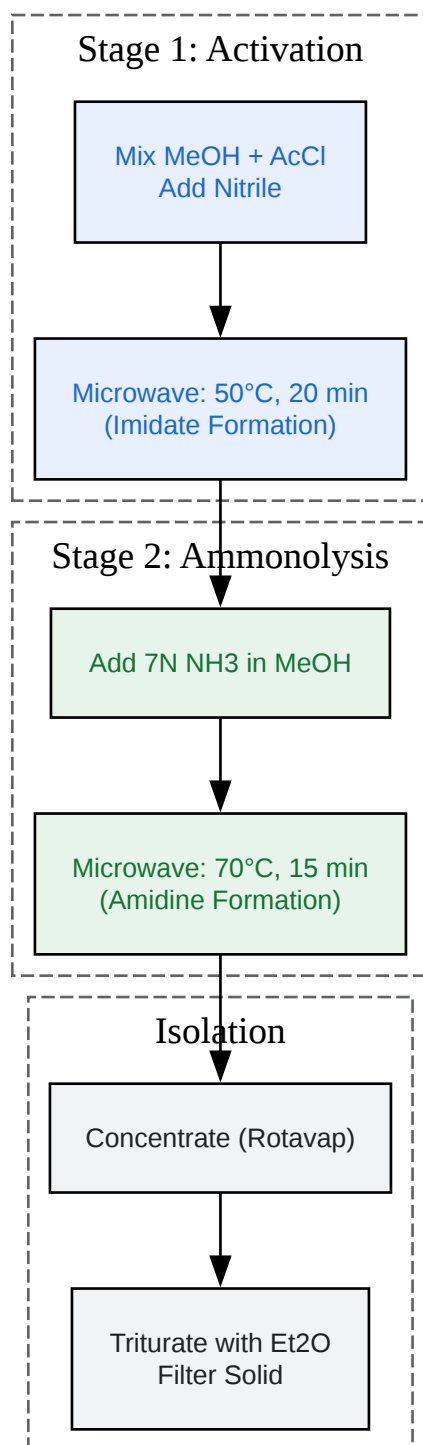 Stage 1: Activation
Mix MeOH + AcCl
Add Nitrile
Microwave: 50°C, 20 min
(Imidate Formation)
Stage 2: Ammonolysis
Add 7N NH3 in MeOH
Microwave: 70°C, 15 min
(Amidine Formation)
Isolation
Concentrate (Rotavap)
Triturate with Et2O
Filter Solid